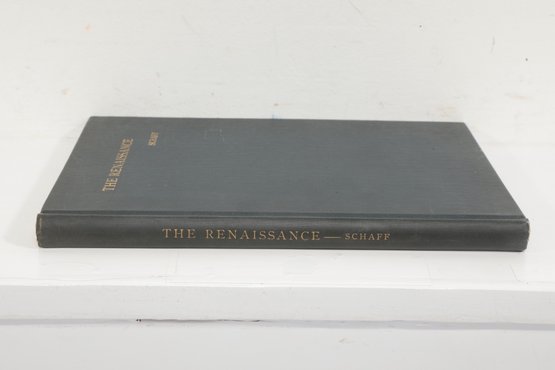 THE RENAISSANCE
SCHAFF
THE RENAISSANCE — SCHAFF